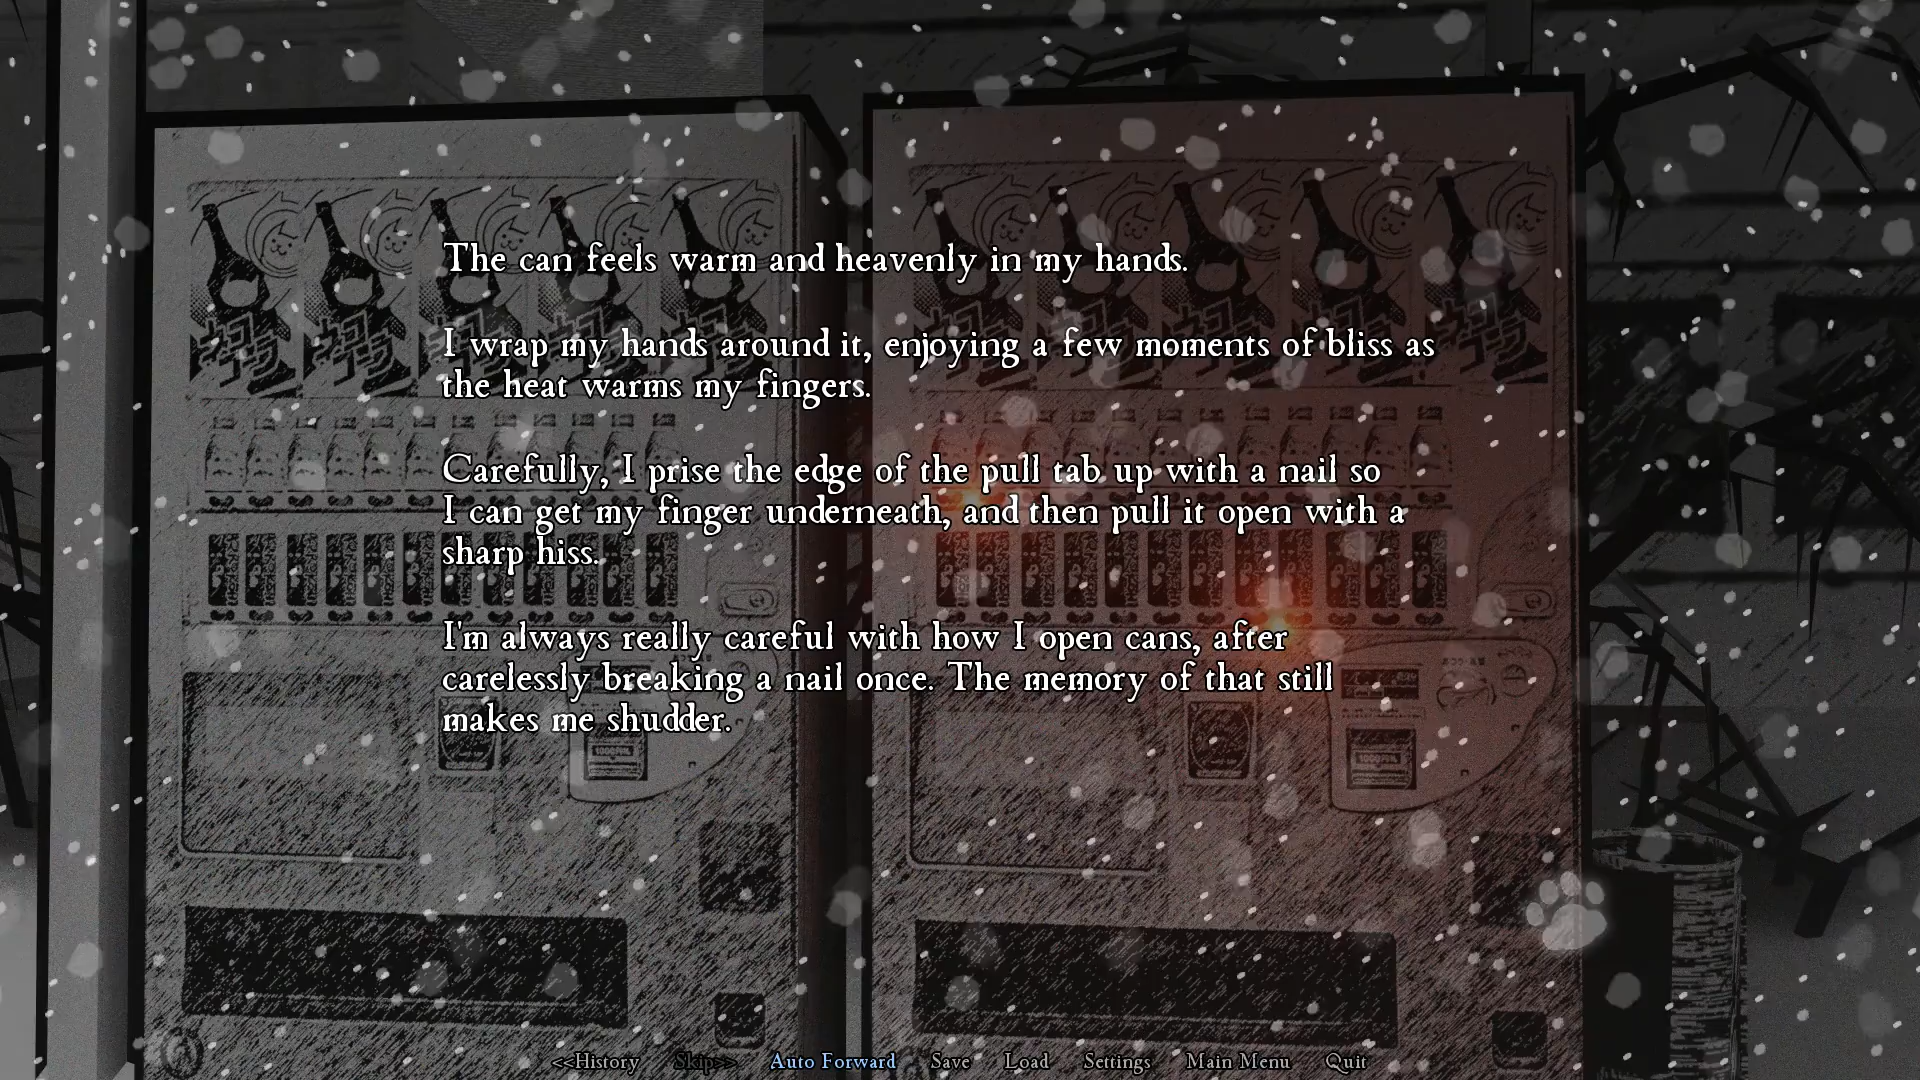 The can feels warm and heavenly in my hands.
I wrap my hands around it, enjoying a few moments of bliss as
the heat warms my fingers.
Carefully, I prise the edge of the pull tab up with a nail so
I can get my finger underneath, and then pull it open with a
sharp hiss.
I'm always really careful with how I open cans, after
carelessly breaking a nail once. The memory of that still
makes me shudder.
<<History Skip>> Auto Forward Save Load Settings Main Menu Quit